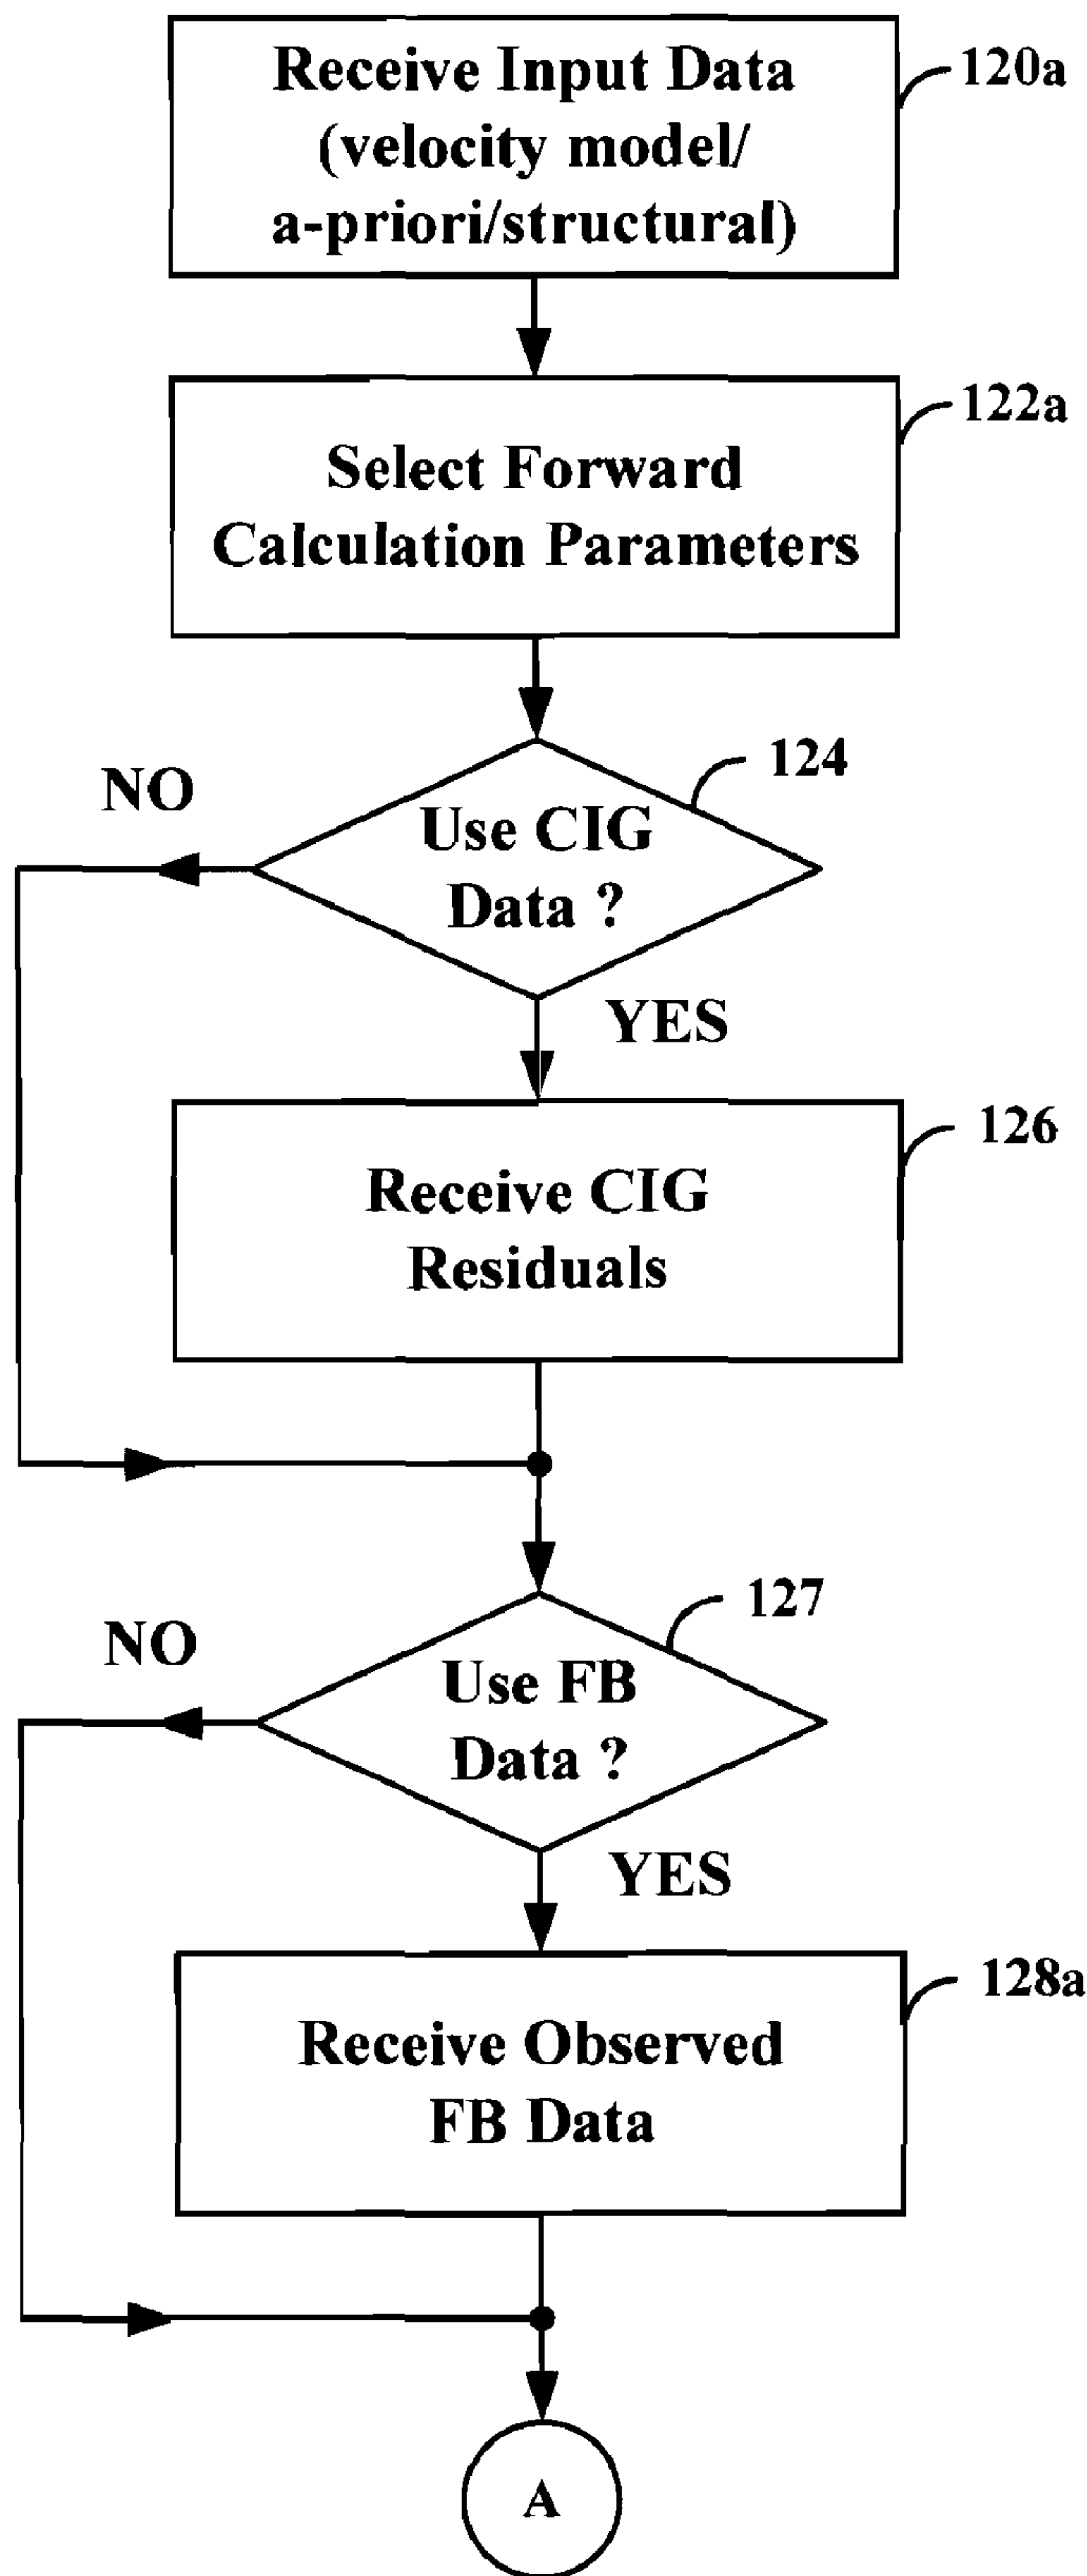 Receive Input Data
(velocity model/
a-priori/structural)
120a
Select Forward
Calculation Parameters
122a
124
NO
Use CIG
Data ?
YES
Receive CIG
Residuals
126
127
NO
Use FB
Data ?
YES
Receive Observed
FB Data
128a
A